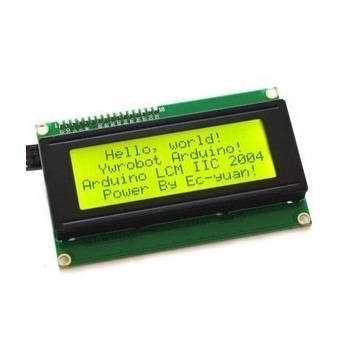 Hello, world!
Ywrobot Arduino!
Arduino LCM IIC 2004
Power By Ec-yuan!